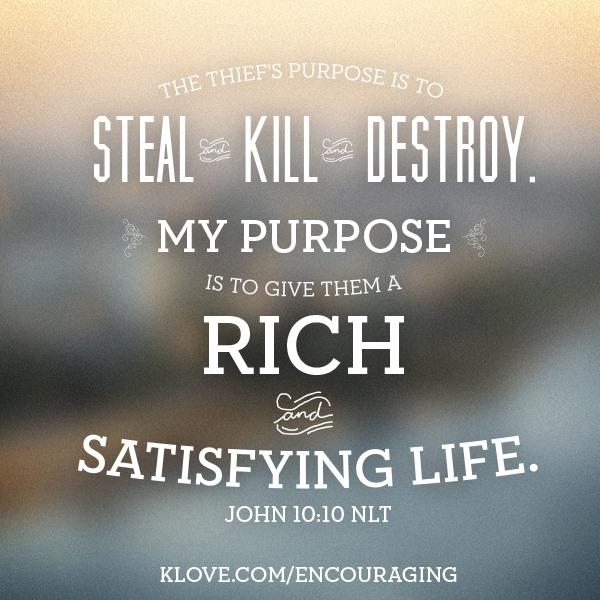 THE THIEF'S PURPOSE IS TO
STEAL and KILL and DESTROY.
MY PURPOSE
IS TO GIVE THEM A
RICH
and
SATISFYING LIFE.
JOHN 10:10 NLT
KLOVE.COM/ENCOURAGING